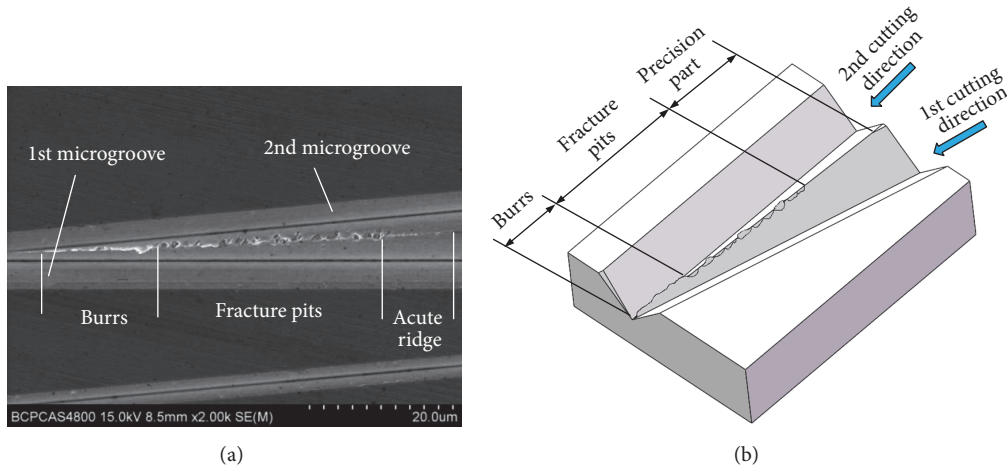 1st microgroove
2nd microgroove
Burrs
Fracture pits
Acute
ridge
BCPCAS4800 15.0kV 8.5mm x2.00k SE(M)
20.0um
(a)
Precision
part
Fracture
pits
Burrs
2nd cutting
direction
1st cutting
direction
(b)